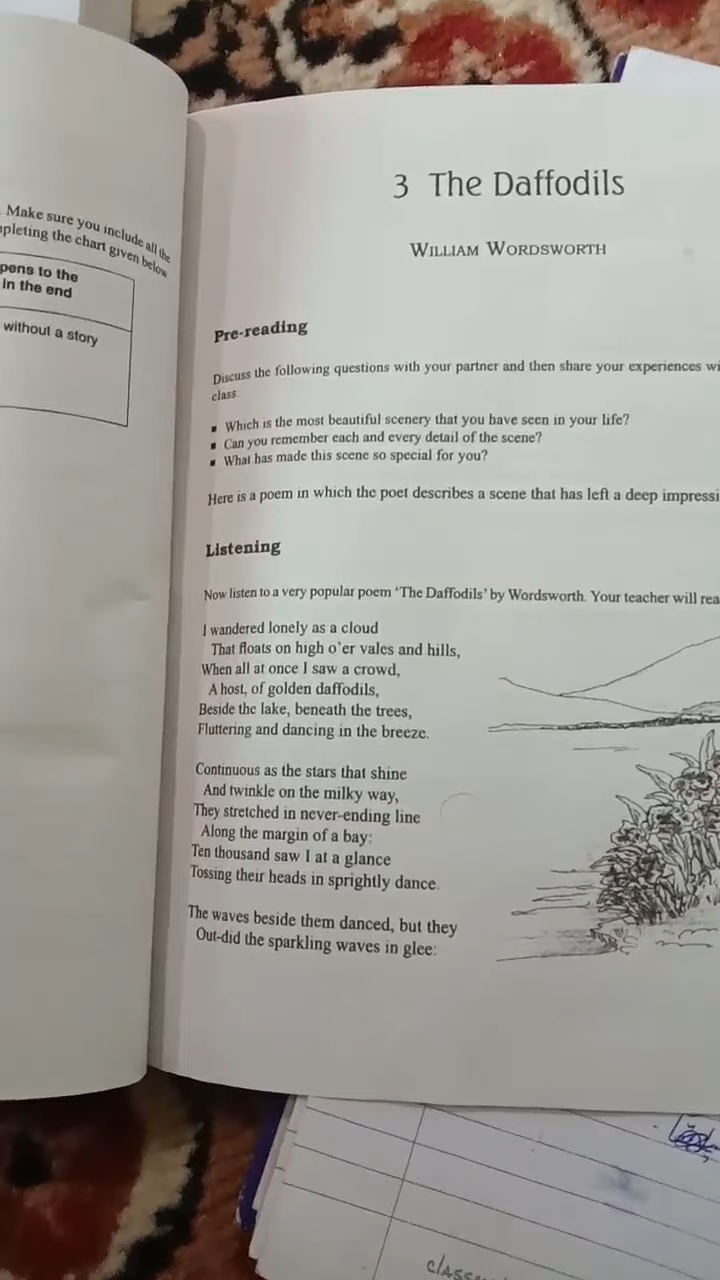 Make sure you include all the
pleting the chart given below
pens to the
in the end
without a story
3 The Daffodils
WILLIAM WORDSWORTH
Pre-reading
Discuss the following questions with your partner and then share your experiences wi
class.
▪ Which is the most beautiful scenery that you have seen in your life?
▪ Can you remember each and every detail of the scene?
▪ What has made this scene so special for you?
Here is a poem in which the poet describes a scene that has left a deep impressi
Listening
Now listen to a very popular poem ‘The Daffodils’ by Wordsworth. Your teacher will rea
I wandered lonely as a cloud
That floats on high o'er vales and hills,
When all at once I saw a crowd,
A host, of golden daffodils,
Beside the lake, beneath the trees,
Fluttering and dancing in the breeze.
Continuous as the stars that shine
And twinkle on the milky way,
They stretched in never-ending line
Along the margin of a bay:
Ten thousand saw I at a glance
Tossing their heads in sprightly dance.
The waves beside them danced, but they
Out-did the sparkling waves in glee: